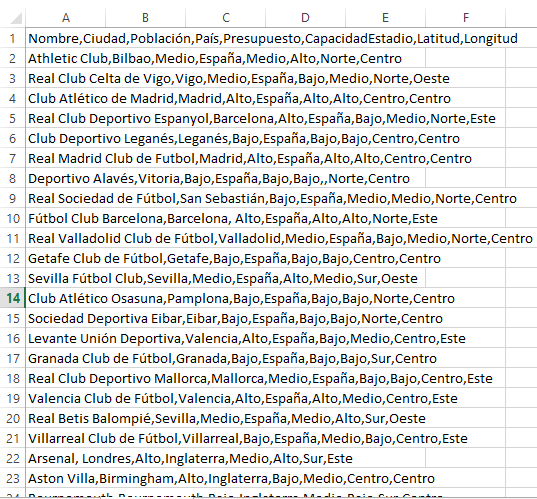 A B C D E F
1 Nombre,Ciudad,Población,País,Presupuesto,CapacidadEstadio,Latitud,Longitud
2 Athletic Club,Bilbao,Medio,España,Medio,Alto,Norte,Centro
3 Real Club Celta de Vigo,Vigo,Medio,España,Bajo,Medio,Norte,Oeste
4 Club Atlético de Madrid,Madrid,Alto,España,Alto,Alto,Centro,Centro
5 Real Club Deportivo Espanyol,Barcelona,Alto,España,Bajo,Medio,Norte,Este
6 Club Deportivo Leganés,Leganés,Bajo,España,Bajo,Bajo,Centro,Centro
7 Real Madrid Club de Futbol,Madrid,Alto,España,Alto,Alto,Centro,Centro
8 Deportivo Alavés,Vitoria,Bajo,España,Bajo,Bajo,,Norte,Centro
9 Real Sociedad de Fútbol,San Sebastián,Bajo,España,Medio,Medio,Norte,Centro
10 Fútbol Club Barcelona,Barcelona, Alto,España,Alto,Alto,Norte,Este
11 Real Valladolid Club de Fútbol,Valladolid,Medio,España,Bajo,Medio,Norte,Centro
12 Getafe Club de Fútbol,Getafe,Bajo,España,Bajo,Bajo,Centro,Centro
13 Sevilla Fútbol Club,Sevilla,Medio,España,Alto,Medio,Sur,Oeste
14 Club Atlético Osasuna,Pamplona,Bajo,España,Bajo,Bajo,Norte,Centro
15 Sociedad Deportiva Eibar,Eibar,Bajo,España,Bajo,Bajo,Norte,Centro
16 Levante Unión Deportiva,Valencia,Alto,España,Bajo,Medio,Centro,Este
17 Granada Club de Fútbol,Granada,Bajo,España,Bajo,Bajo,Sur,Centro
18 Real Club Deportivo Mallorca,Mallorca,Medio,España,Bajo,Bajo,Centro,Este
19 Valencia Club de Fútbol,Valencia,Alto,España,Alto,Medio,Centro,Este
20 Real Betis Balompié,Sevilla,Medio,España,Medio,Alto,Sur,Oeste
21 Villarreal Club de Fútbol,Villarreal,Bajo,España,Medio,Bajo,Centro,Este
22 Arsenal, Londres,Alto,Inglaterra,Medio,Alto,Sur,Este
23 Aston Villa,Birmingham,Alto,Inglaterra,Bajo,Medio,Centro,Centro
24 Bournemouth,Bournemouth,Bajo,Inglaterra,Medio,Bajo,Sur,Centro